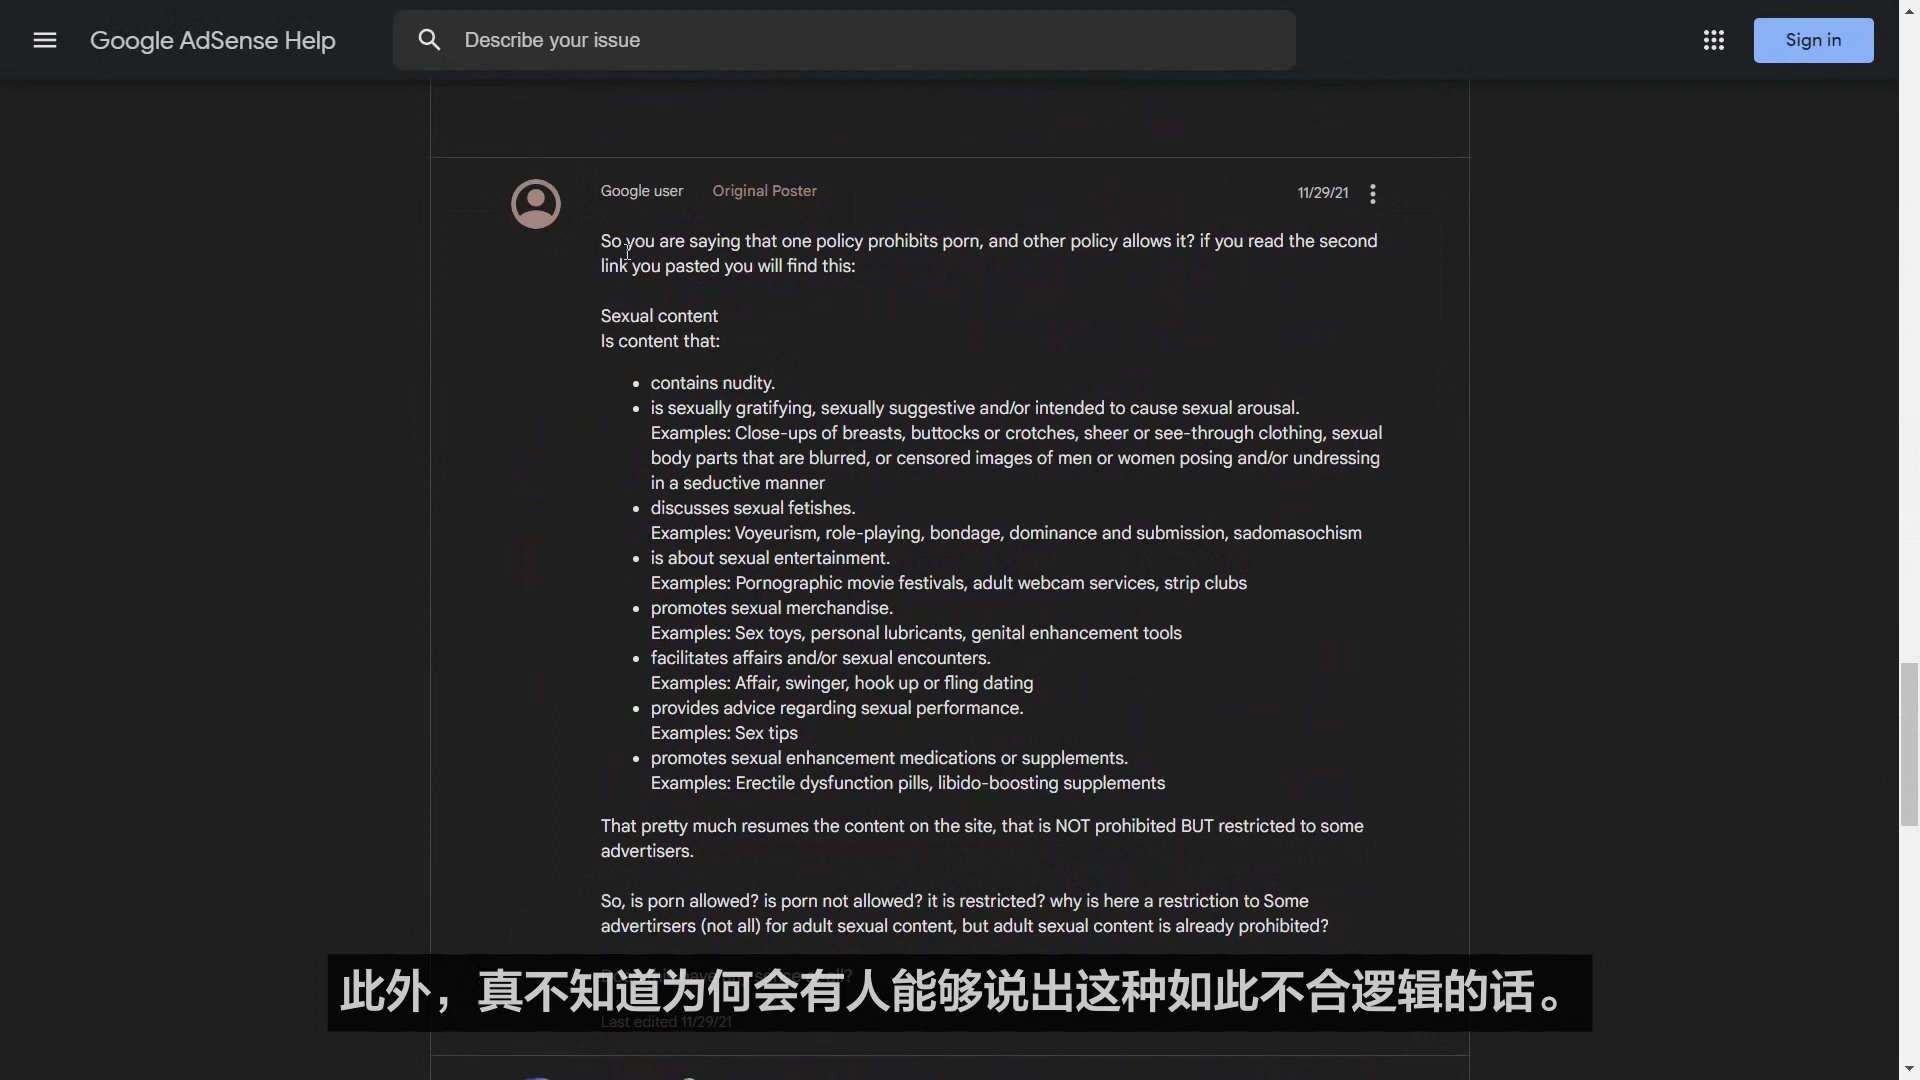 Google AdSense Help
Describe your issue
Sign in
Google user Original Poster 11/29/21
So you are saying that one policy prohibits porn, and other policy allows it? if you read the second
link you pasted you will find this:
Sexual content
Is content that:
• contains nudity.
• is sexually gratifying, sexually suggestive and/or intended to cause sexual arousal.
Examples: Close-ups of breasts, buttocks or crotches, sheer or see-through clothing, sexual
body parts that are blurred, or censored images of men or women posing and/or undressing
in a seductive manner
• discusses sexual fetishes.
Examples: Voyeurism, role-playing, bondage, dominance and submission, sadomasochism
• is about sexual entertainment.
Examples: Pornographic movie festivals, adult webcam services, strip clubs
• promotes sexual merchandise.
Examples: Sex toys, personal lubricants, genital enhancement tools
• facilitates affairs and/or sexual encounters.
Examples: Affair, swinger, hook up or fling dating
• provides advice regarding sexual performance.
Examples: Sex tips
• promotes sexual enhancement medications or supplements.
Examples: Erectile dysfunction pills, libido-boosting supplements
That pretty much resumes the content on the site, that is NOT prohibited BUT restricted to some
advertisers.
So, is porn allowed? is porn not allowed? it is restricted? why is here a restriction to Some
advertirsers (not all) for adult sexual content, but adult sexual content is already prohibited?
此外，真不知道为何会有人能够说出这种如此不合逻辑的话。
Last edited 11/29/21